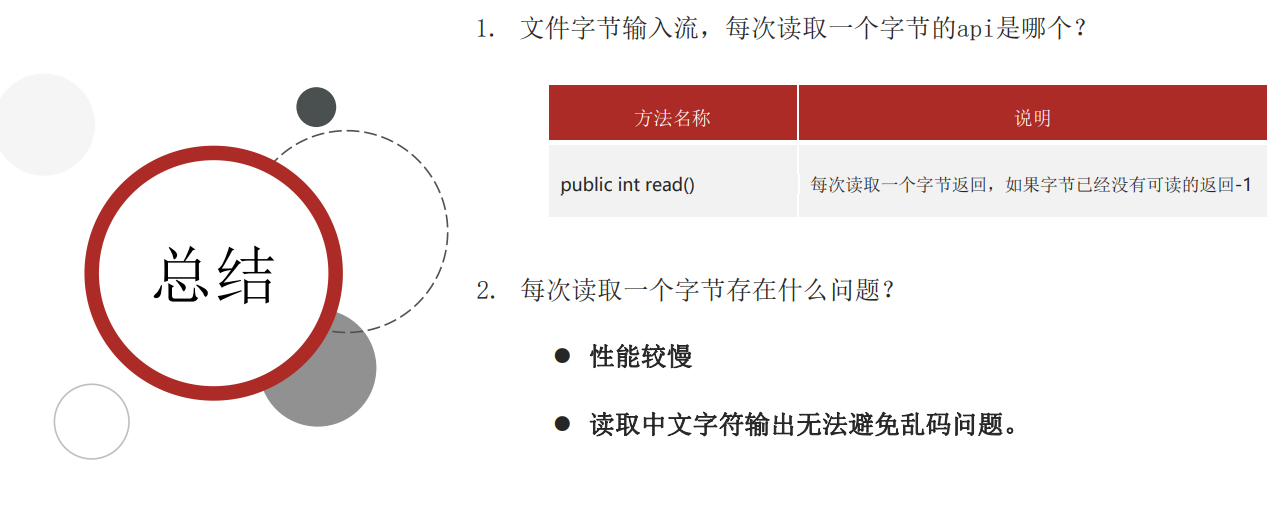 总结
1. 文件字节输入流，每次读取一个字节的api是哪个？
方法名称 说明
public int read() 每次读取一个字节返回，如果字节已经没有可读的返回-1
2. 每次读取一个字节存在什么问题？
● 性能较慢
● 读取中文字符输出无法避免乱码问题。